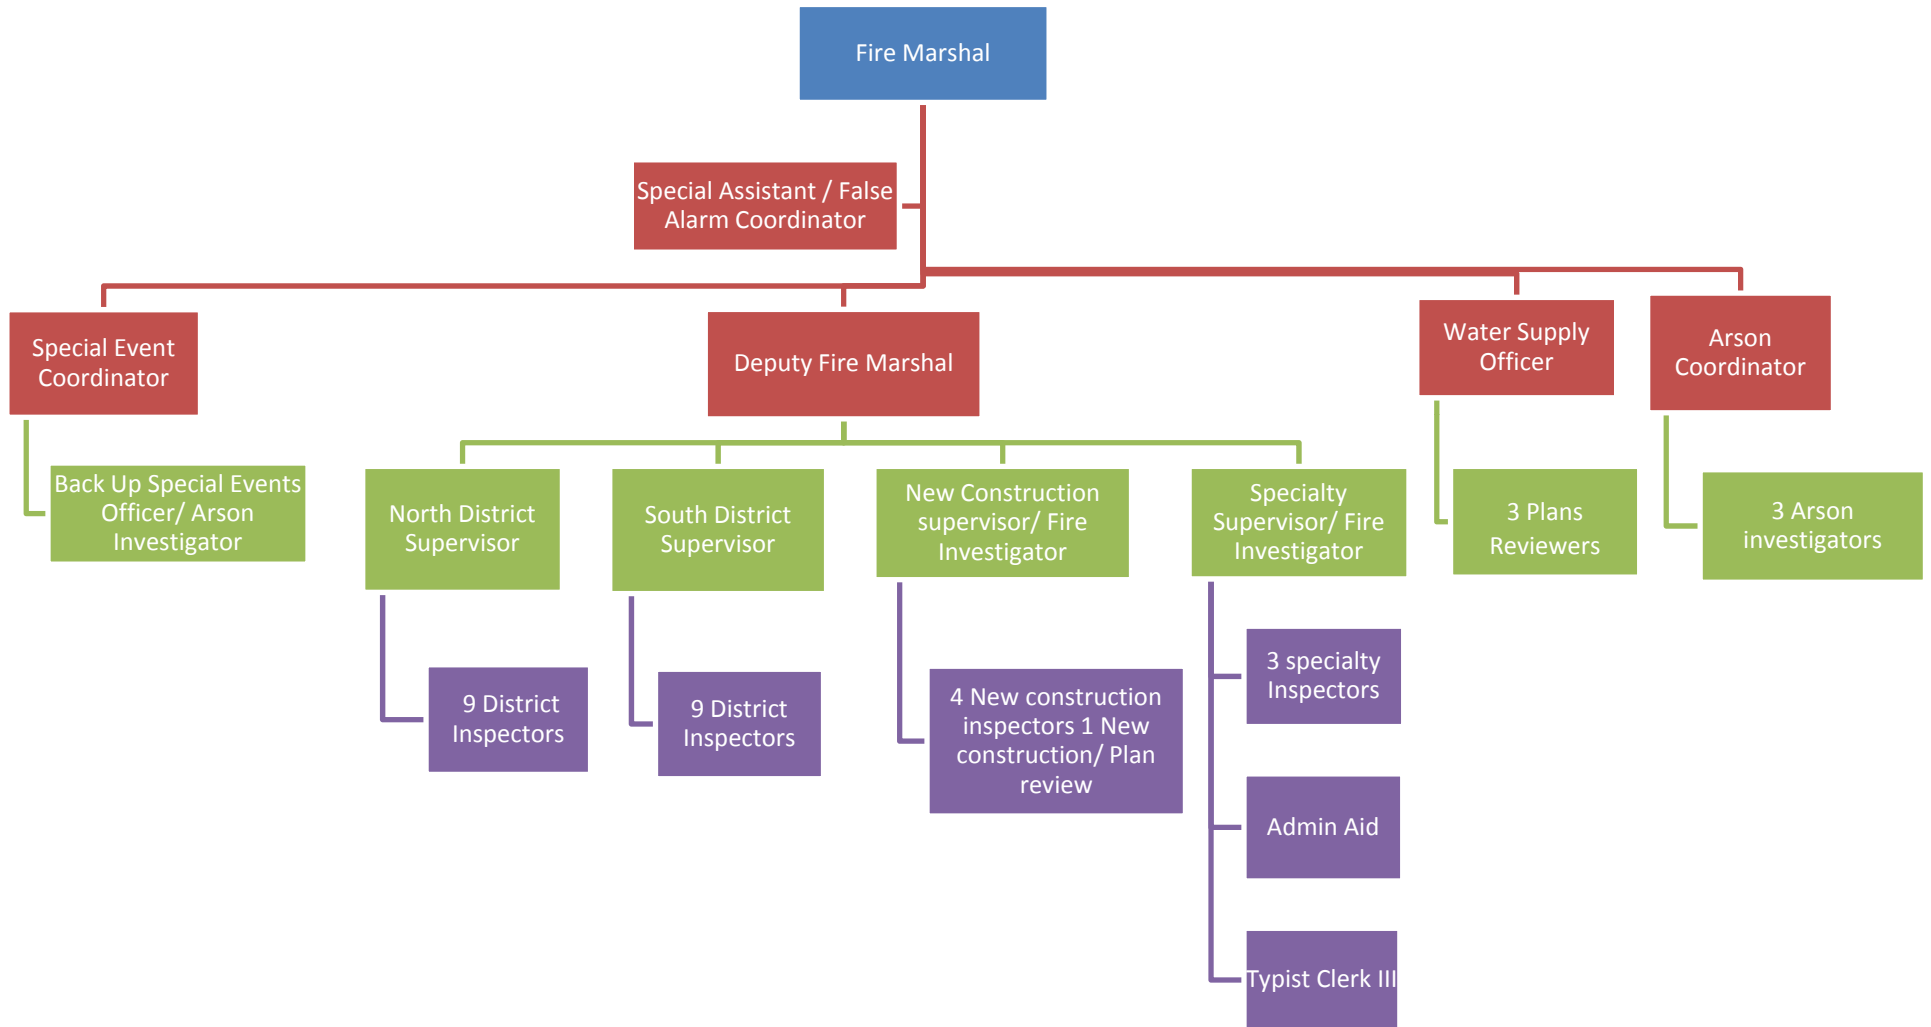 Fire Marshal
Special Assistant / False
Alarm Coordinator
Special Event
Coordinator
Deputy Fire Marshal
Water Supply
Officer
Arson
Coordinator
Back Up Special Events
Officer/ Arson
Investigator
North District
Supervisor
South District
Supervisor
New Construction
supervisor/ Fire
Investigator
Specialty
Supervisor/ Fire
Investigator
3 Plans
Reviewers
3 Arson
investigators
9 District
Inspectors
9 District
Inspectors
4 New construction
inspectors 1 New
construction/ Plan
review
3 specialty
Inspectors
Admin Aid
Typist Clerk III